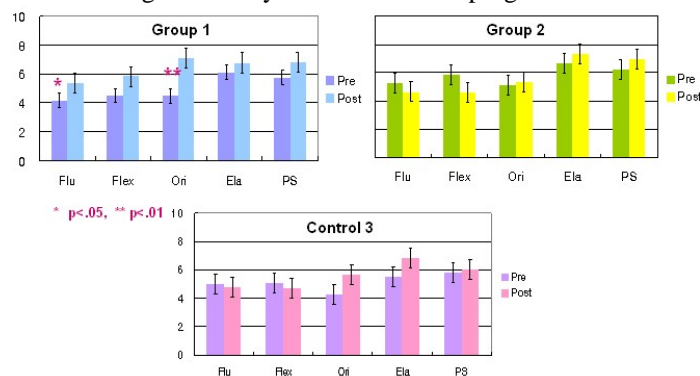 10
Group 1
8
6
4
2
0
*
**
Pre
Post
Flu Flex Ori Ela PS
Group 2
Pre
Post
Flu Flex Ori Ela PS
* p<.05, ** p<.01
10
Control 3
8
6
4
2
0
Pre
Post
Flu Flex Ori Ela PS